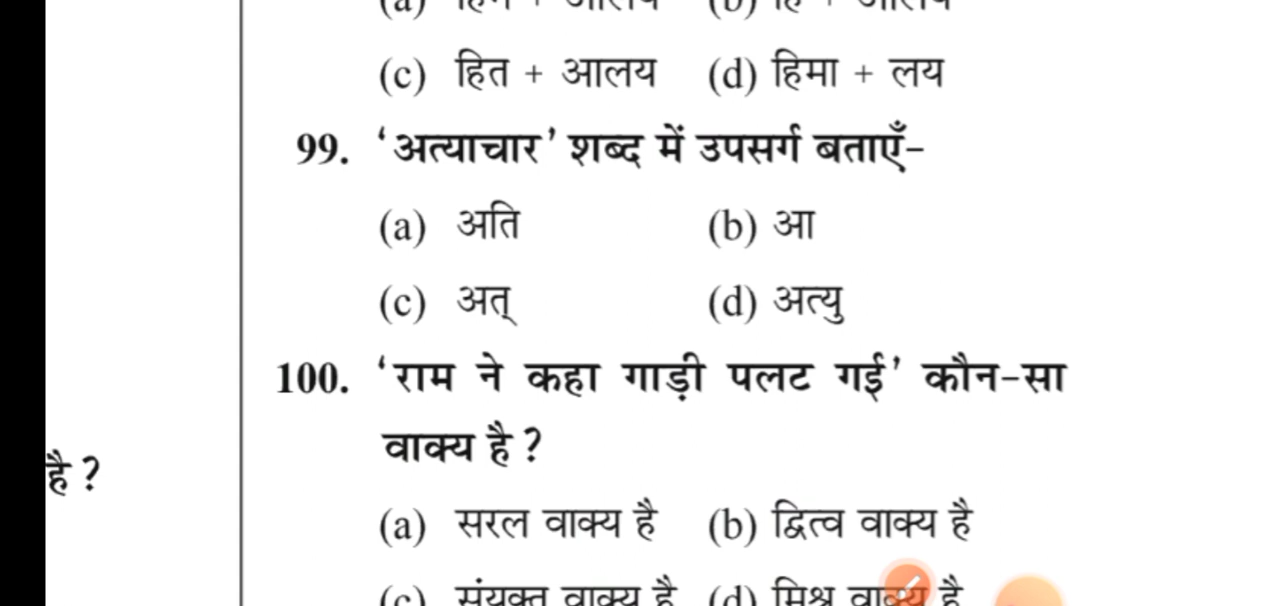 (c) हित + आलय (d) हिमा + लय
99. ‘अत्याचार’ शब्द में उपसर्ग बताएँ-
(a) अति (b) आ
(c) अत् (d) अत्यु
100. ‘राम ने कहा गाड़ी पलट गई’ कौन-सा
वाक्य है ?
है ?
(a) सरल वाक्य है (b) द्वित्व वाक्य है
(c) संयुक्त वाक्य है (d) मिश्र वाक्य है